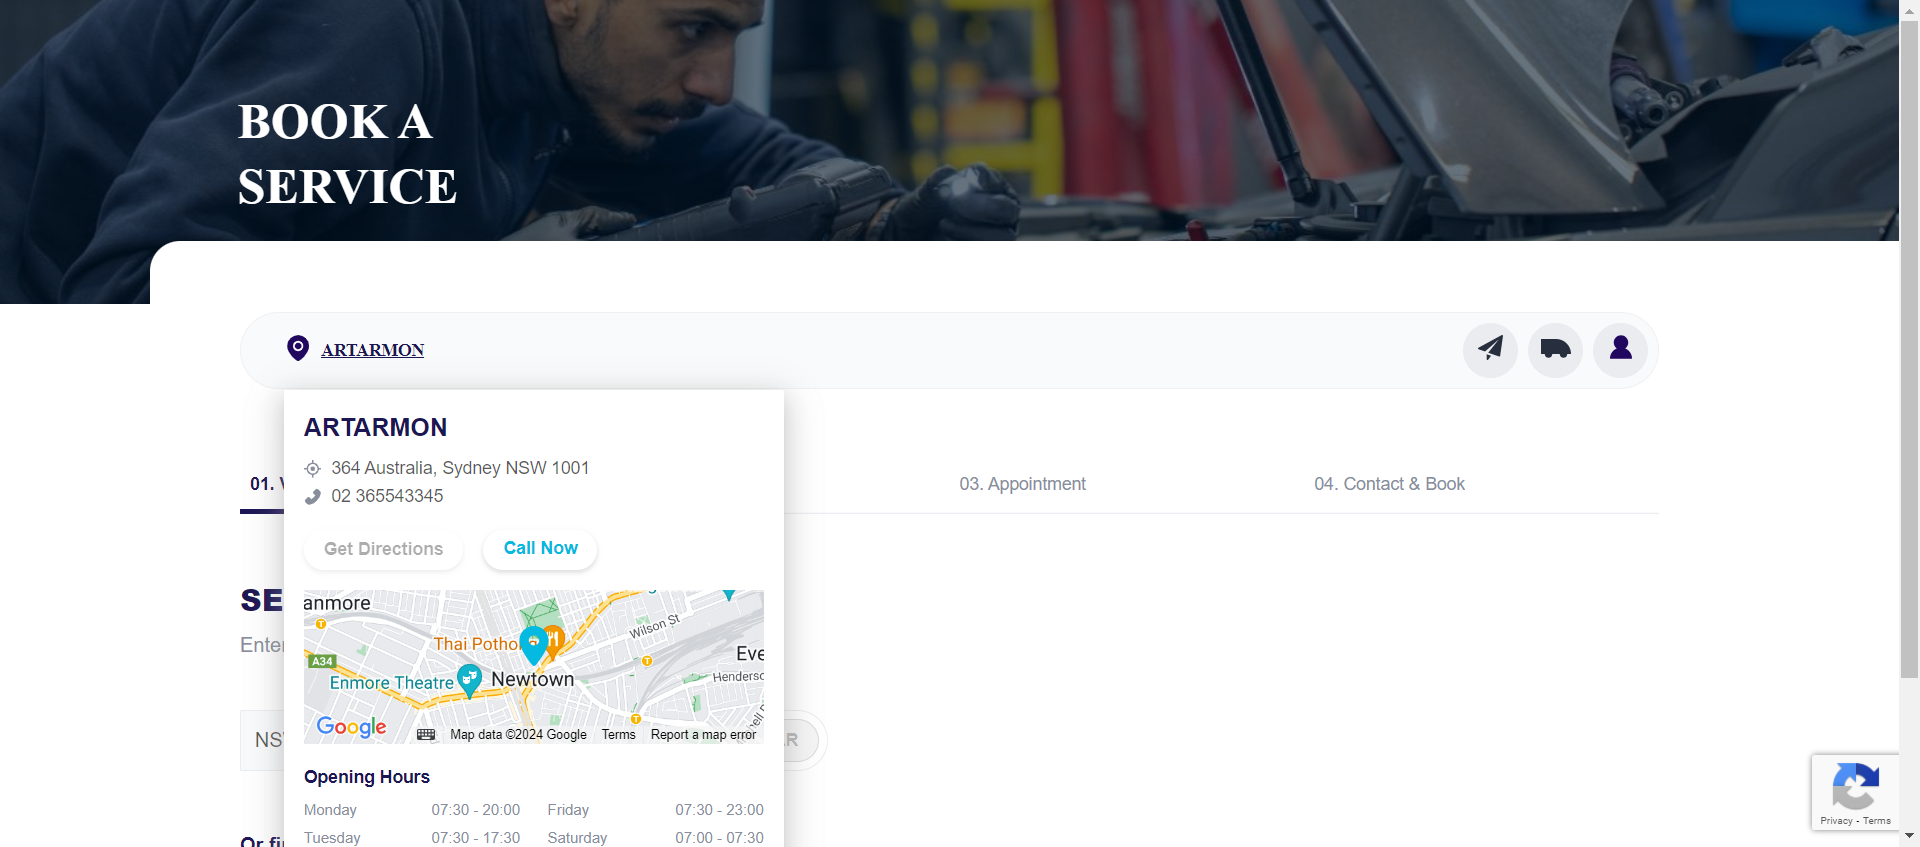 BOOK A
SERVICE
ARTARMON
ARTARMON
364 Australia, Sydney NSW 1001
02 365543345
01.
03. Appointment
04. Contact & Book
Get Directions
Call Now
SE
Enter
anmore
Wilson St
Thai Potho
Eve
A34
Enmore Theatre
Newtown
Henderso
Google
Map data ©2024 Google
Terms
Report a map error
NS
R
Opening Hours
Monday 07:30 - 20:00 Friday 07:30 - 23:00
Tuesday 07:30 - 17:30 Saturday 07:00 - 07:30
Or fi
Privacy - Terms